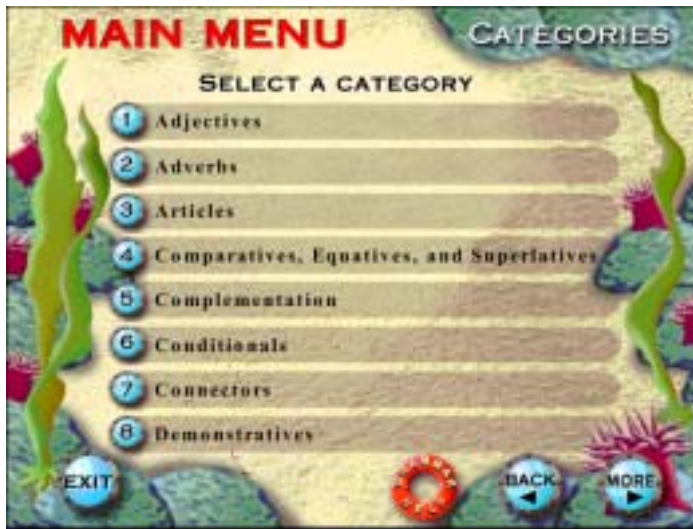 MAIN MENU
CATEGORIES
SELECT A CATEGORY
1 Adjectives
2 Adverbs
3 Articles
4 Comparatives, Equatives, and Superlatives
5 Complementation
6 Conditionals
7 Connectors
8 Demonstratives
EXIT
BACK
MORE